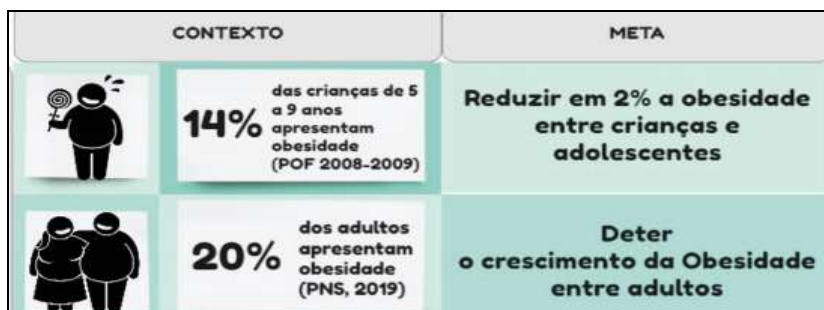 CONTEXTO
META
14%
das crianças de 5
a 9 anos
apresentam
obesidade
(POF 2008-2009)
Reduzir em 2% a obesidade
entre crianças e
adolescentes
20%
dos adultos
apresentam
obesidade
(PNS, 2019)
Deter
o crescimento da Obesidade
entre adultos